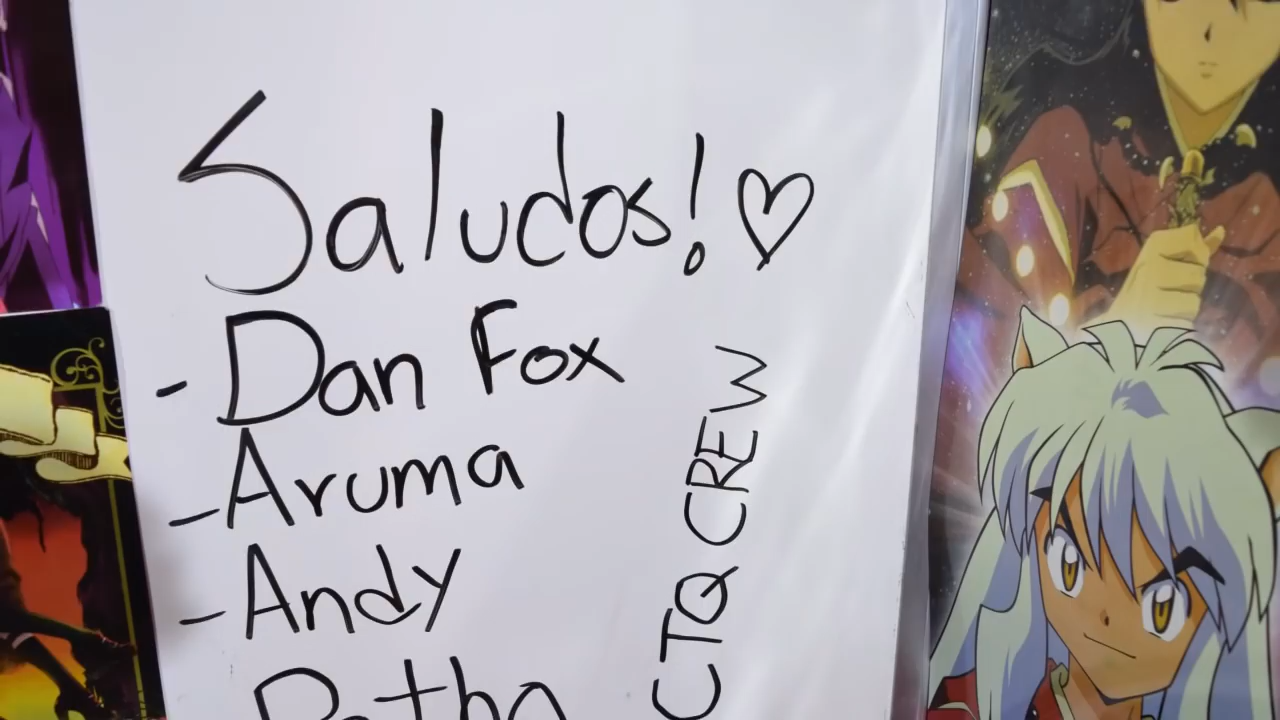 Saludos!
- Dan Fox
- Aruma
- Andy
CTQ CREW